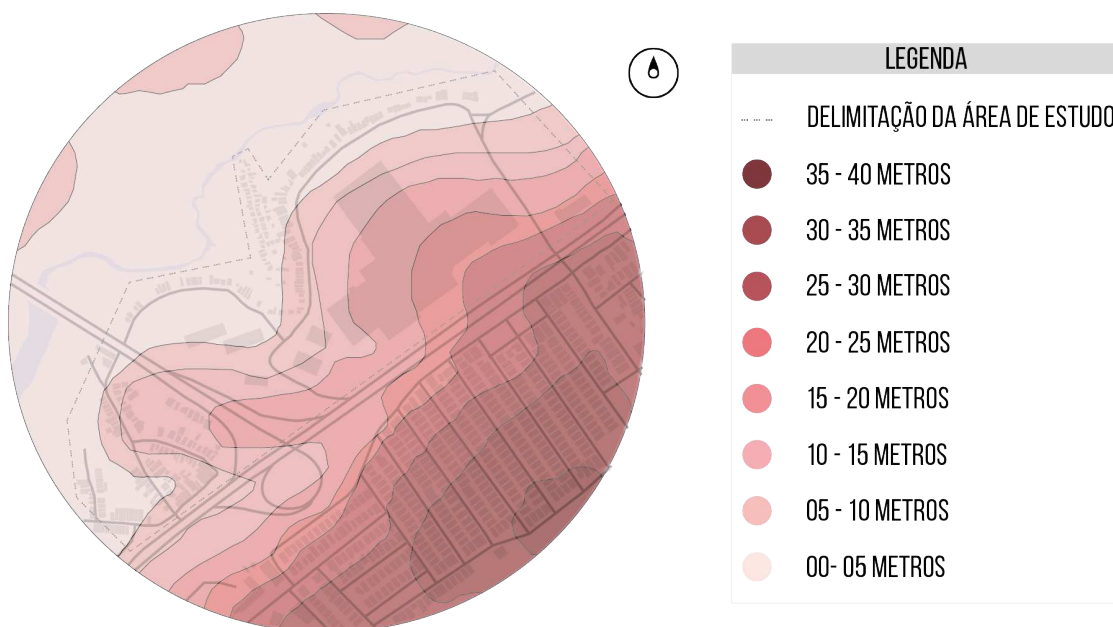 LEGENDA
DELIMITAÇÃO DA ÁREA DE ESTUDO
35 - 40 METROS
30 - 35 METROS
25 - 30 METROS
20 - 25 METROS
15 - 20 METROS
10 - 15 METROS
05 - 10 METROS
00- 05 METROS